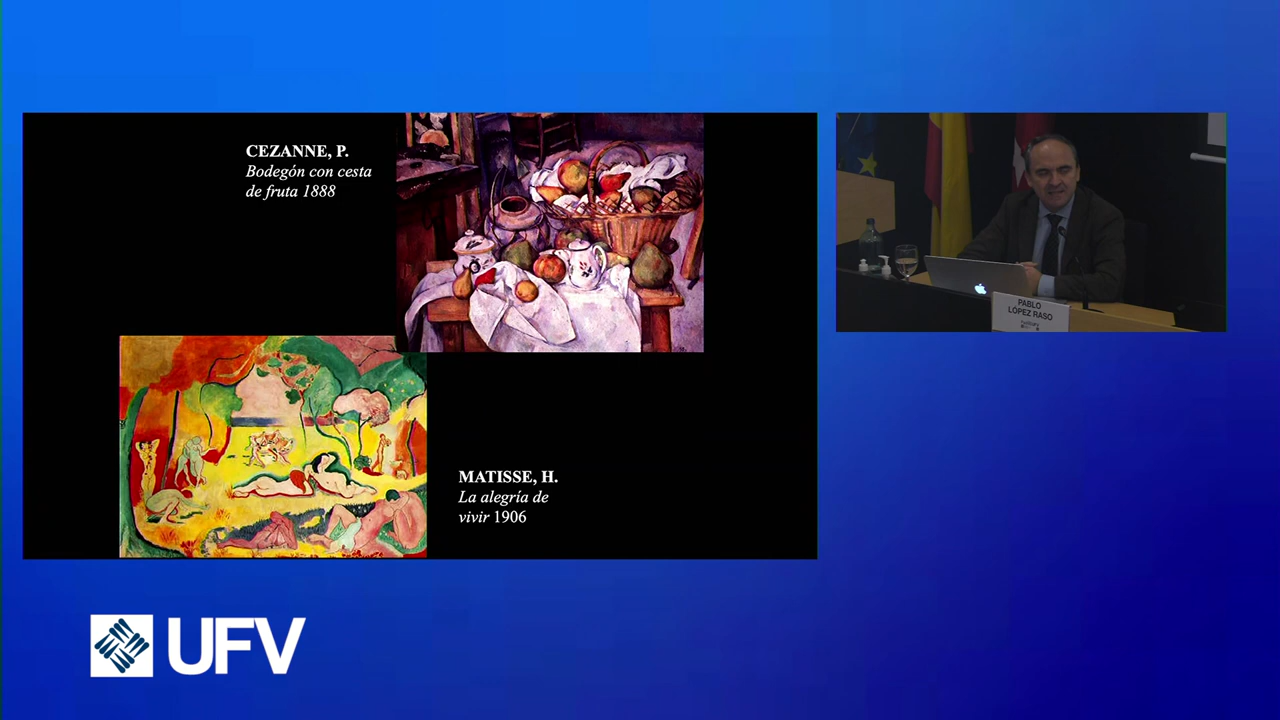 CEZANNE, P.
Bodegón con cesta
de fruta 1888
MATISSE, H.
La alegría de
vivir 1906
PABLO
LÓPEZ RASO
UFV